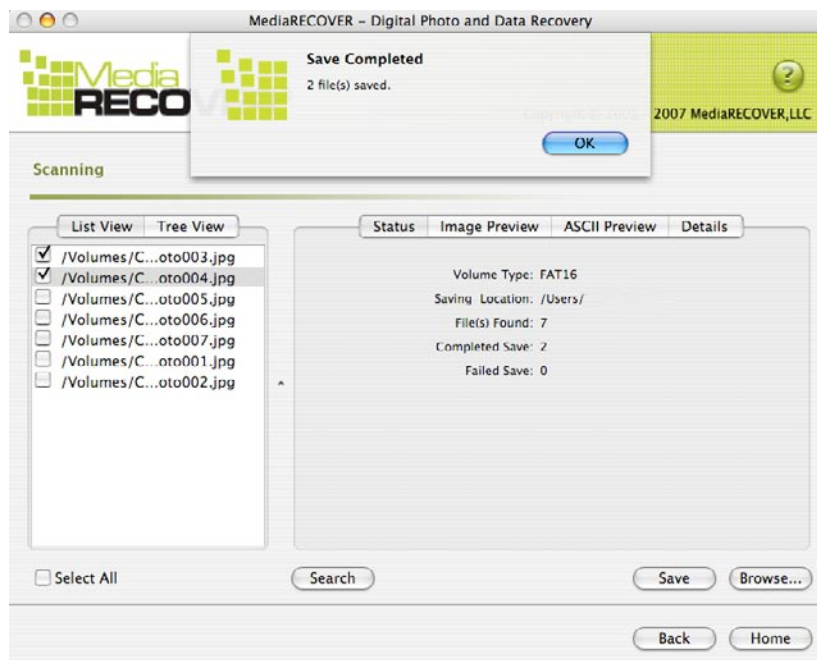 MediaRECOVER – Digital Photo and Data Recovery
Save Completed
2 file(s) saved.
OK
Media
RECOV
2007 MediaRECOVER,LLC
?
Scanning
List View Tree View
/Volumes/C...oto003.jpg
/Volumes/C...oto004.jpg
/Volumes/C...oto005.jpg
/Volumes/C...oto006.jpg
/Volumes/C...oto007.jpg
/Volumes/C...oto001.jpg
/Volumes/C...oto002.jpg
Status Image Preview ASCII Preview Details
Volume Type: FAT16
Saving Location: /Users/
File(s) Found: 7
Completed Save: 2
Failed Save: 0
Select All
Search
Save
Browse...
Back
Home